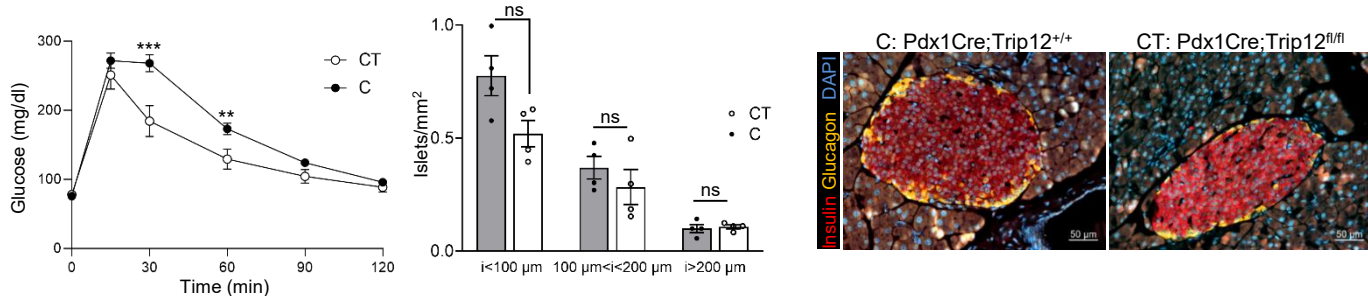 Glucose (mg/dl)
300
200
100
0
0
30
60
90
120
Time (min)
***
**
CT
C
Islets/mm2
1.0
0.5
0.0
ns
ns
ns
CT
C
i<100 µm
100 µm<i<200 µm
i>200 µm
Insulin Glucagon DAPI
C: Pdx1Cre;Trip12+/+
50 µm
CT: Pdx1Cre;Trip12fl/fl
50 µm